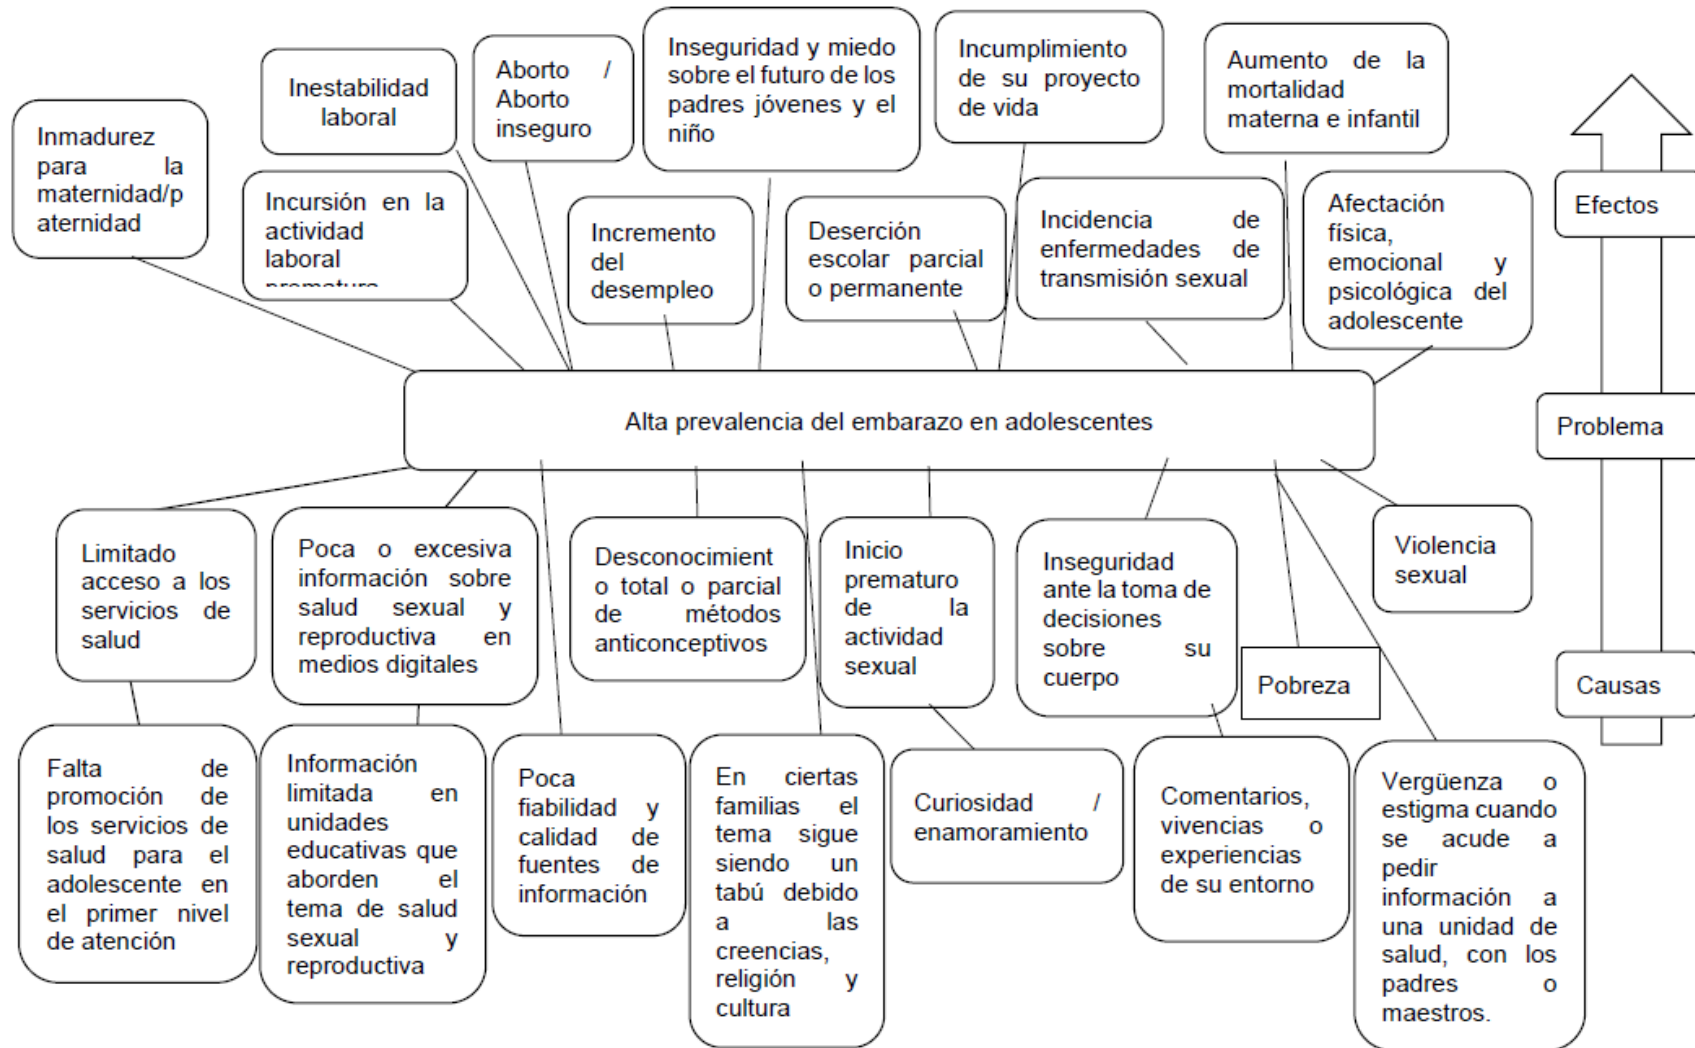 Inmadurez
para la
maternidad/p
aternidad
Inestabilidad
laboral
Aborto /
Aborto
inseguro
Inseguridad y miedo
sobre el futuro de los
padres jóvenes y el
niño
Incumplimiento
de su proyecto
de vida
Aumento de la
mortalidad
materna e infantil
Incursión en la
actividad
laboral
prematura
Incremento
del
desempleo
Deserción
escolar parcial
o permanente
Incidencia de
enfermedades de
transmisión sexual
Afectación
física,
emocional y
psicológica del
adolescente
Efectos
Alta prevalencia del embarazo en adolescentes
Problema
Limitado
acceso a los
servicios de
salud
Poca o excesiva
información sobre
salud sexual y
reproductiva en
medios digitales
Desconocimient
o total o parcial
de métodos
anticonceptivos
Inicio
prematuro
de la
actividad
sexual
Inseguridad
ante la toma de
decisiones
sobre su
cuerpo
Pobreza
Violencia
sexual
Causas
Falta de
promoción de
los servicios de
salud para el
adolescente en
el primer nivel
de atención
Información
limitada en
unidades
educativas que
aborden el
tema de salud
sexual y
reproductiva
Poca
fiabilidad y
calidad de
fuentes de
información
En ciertas
familias el
tema sigue
siendo un
tabú debido
a las
creencias,
religión y
cultura
Curiosidad /
enamoramiento
Comentarios,
vivencias o
experiencias
de su entorno
Vergüenza o
estigma cuando
se acude a
pedir
información a
una unidad de
salud, con los
padres o
maestros.